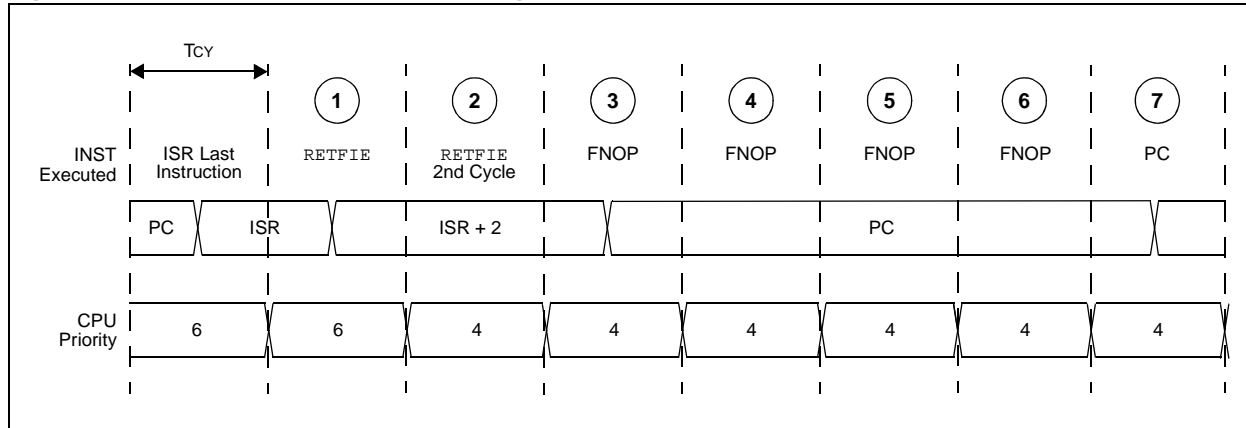 TCY
1 2 3 4 5 6 7
INST Executed ISR Last Instruction RETFIE RETFIE 2nd Cycle FNOP FNOP FNOP FNOP PC
PC ISR ISR + 2 PC
CPU Priority 6 6 4 4 4 4 4 4